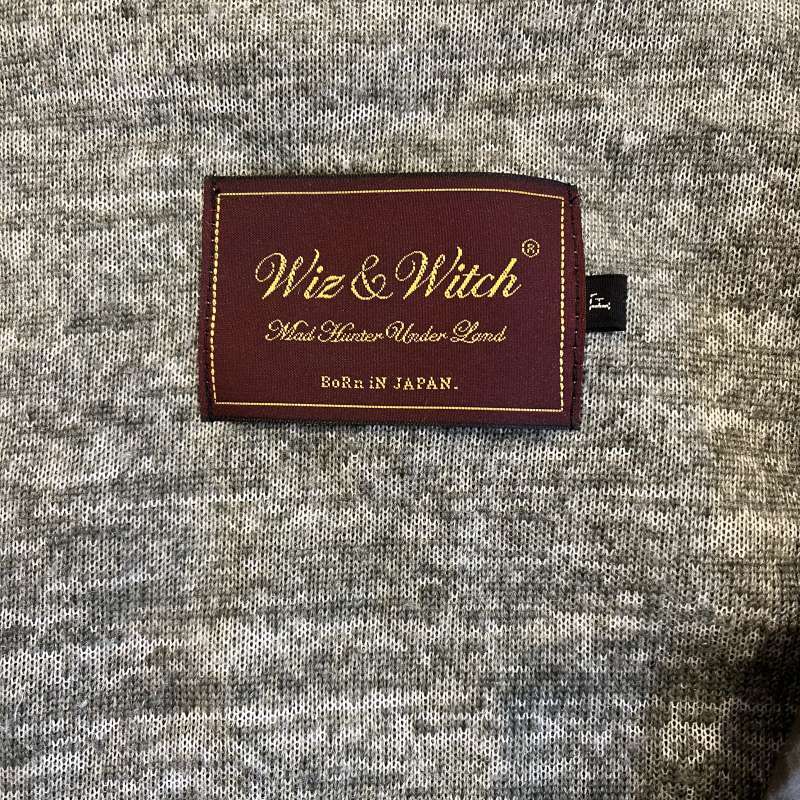 Wiz & Witch®
Mad Hunter Under Land
BoRn iN JAPAN.
F